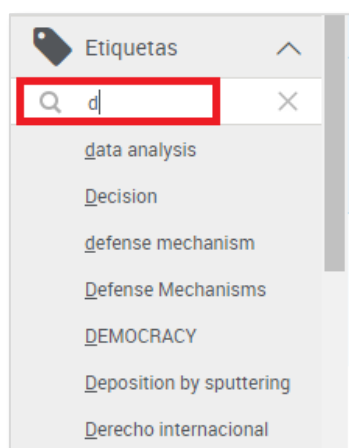 Etiquetas
d
data analysis
Decision
defense mechanism
Defense Mechanisms
DEMOCRACY
Deposition by sputtering
Derecho internacional